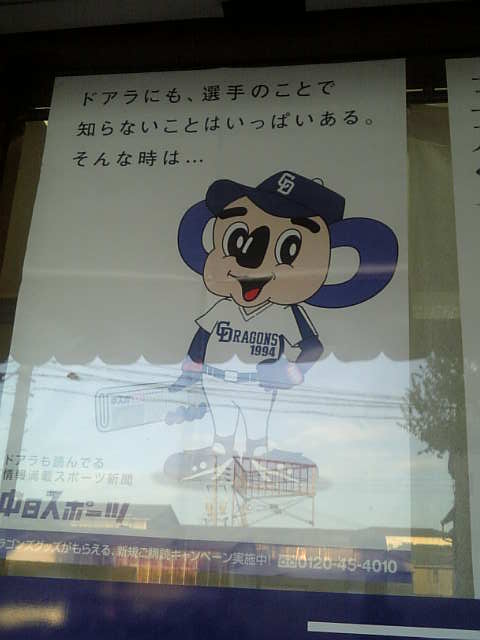 ドアラにも、選手のことで
知らないことはいっぱいある。
そんな時は…
CD
DRAGONS
1994
ドアラも読んでる
情報満載スポーツ新聞
中日スポーツ
ラゴンズグッズがもらえる、新規ご購読キャンペーン実施中!
0120-45-4010